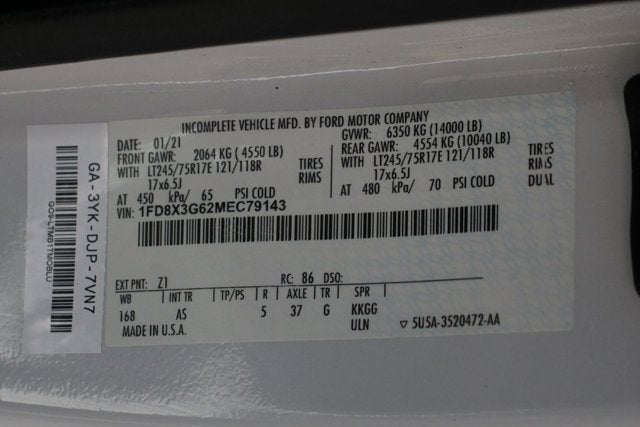 INCOMPLETE VEHICLE MFD. BY FORD MOTOR COMPANY
DATE: 01/21 GVWR: 6350 KG (14000 LB)
FRONT GAWR: 2064 KG ( 4550 LB) REAR GAWR: 4554 KG (10040 LB)
WITH LT245/75R17E 121/118R TIRES WITH LT245/75R17E 121/118R TIRES
17x6.5J RIMS 17x6.5J RIMS
AT 450 kPa/ 65 PSI COLD AT 480 kPa/ 70 PSI COLD DUAL
VIN: 1FD8X3G62MEC79143
EXT PNT: Z1 RC: 86 DSO:
WB INT TR TP/PS R AXLE TR SPR
168 AS 5 37 G KKGG
MADE IN U.S.A. ULN ▽ 5U5A-3520472-AA
GA - 3YK - DJP - 7VN7